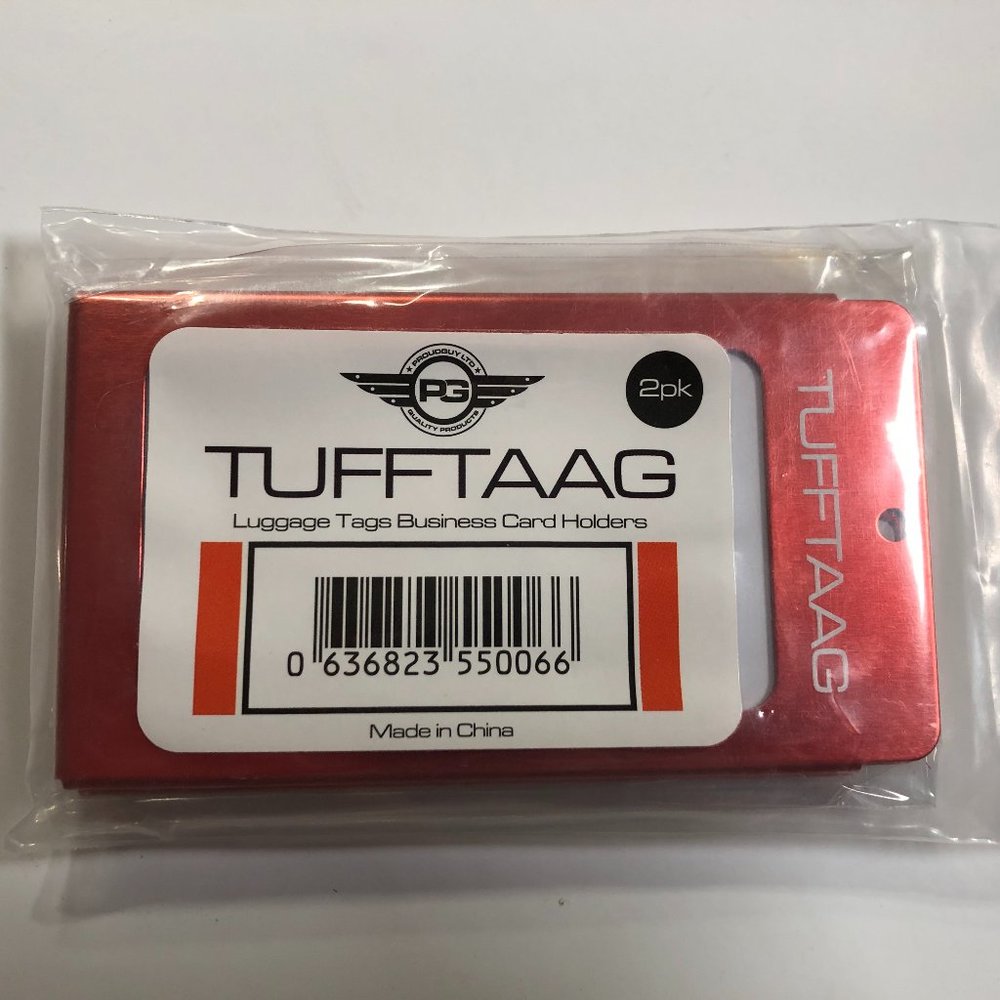 PROUDGUY LTD
PG
QUALITY PRODUCTS
2pk
TUFFTAAG
Luggage Tags Business Card Holders
0 636823 550066
Made in China
TUFFTAAG